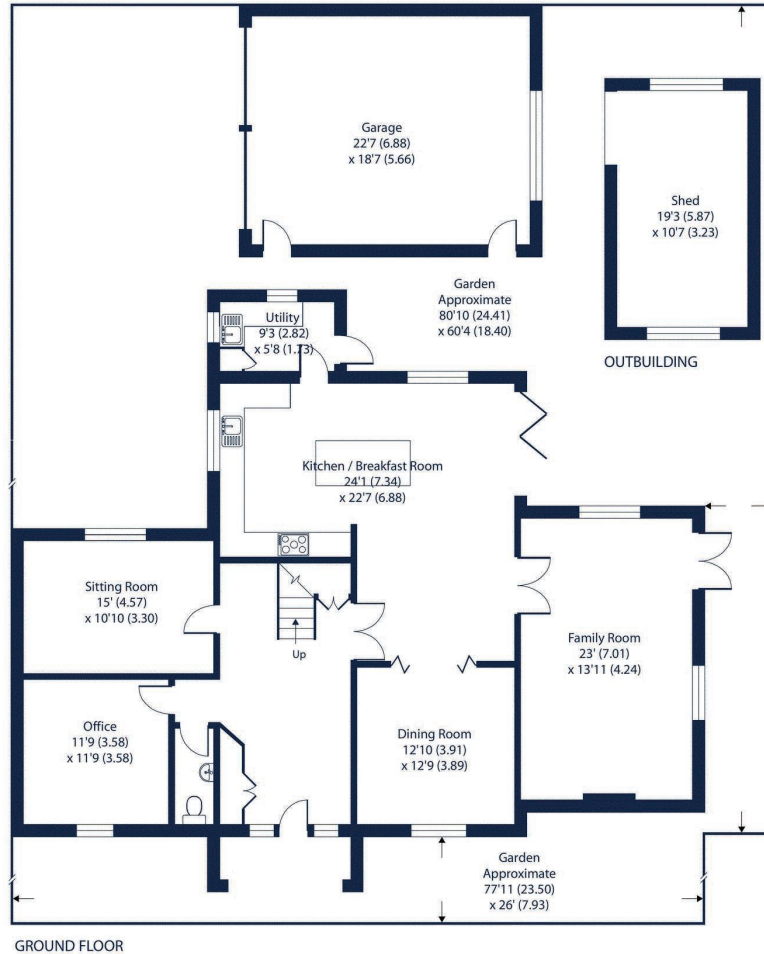 Garage
22'7 (6.88)
x 18'7 (5.66)
Shed
19'3 (5.87)
x 10'7 (3.23)
OUTBUILDING
Garden
Approximate
80'10 (24.41)
x 60'4 (18.40)
Utility
9'3 (2.82)
x 5'8 (1.73)
Kitchen / Breakfast Room
24'1 (7.34)
x 22'7 (6.88)
Sitting Room
15' (4.57)
x 10'10 (3.30)
Up
Family Room
23' (7.01)
x 13'11 (4.24)
Office
11'9 (3.58)
x 11'9 (3.58)
Dining Room
12'10 (3.91)
x 12'9 (3.89)
Garden
Approximate
77'11 (23.50)
x 26' (7.93)
GROUND FLOOR